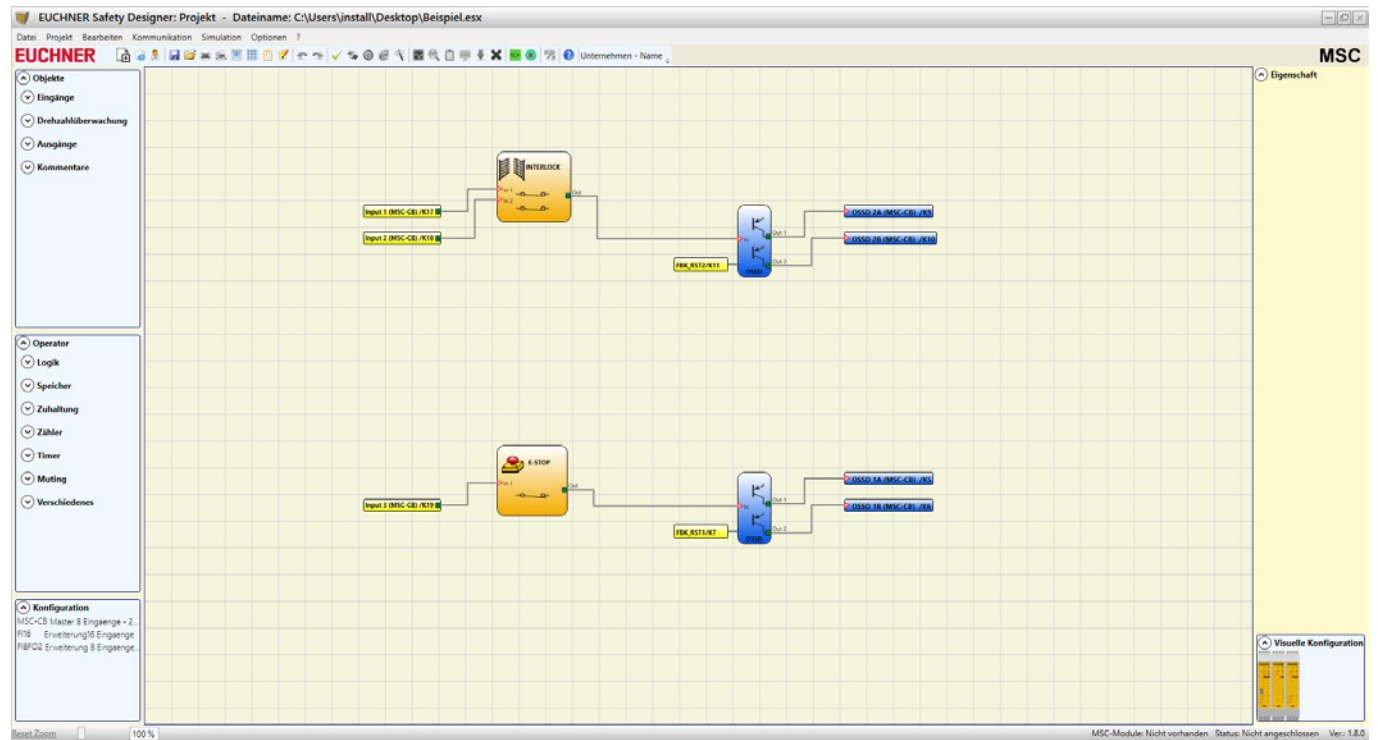 EUCHNER Safety Designer: Projekt - Dateiname: C:\Users\install\Desktop\Beispiel.esx
Datei Projekt Bearbeiten Kommunikation Simulation Optionen ?
EUCHNER
Unternehmen - Name
MSC
Objekte
Eingänge
Drehzahlüberwachung
Ausgänge
Kommentare
Operator
Logik
Speicher
Zuhaltung
Zähler
Timer
Muting
Verschiedenes
Konfiguration
MSC-CB Master 8 Eingaenge - 2...
FI16 Erweiterung16 Eingaenge
FI8FO2 Erweiterung 8 Eingaenge...
INTERLOCK
In 1
In 2
Out
Input 1 (MSC-CB) /K17
Input 2 (MSC-CB) /K18
FBK_RST2/K11
In
Out 1
Out 2
OSSD
OSSD 2A (MSC-CB) /K9
OSSD 2B (MSC-CB) /K10
E-STOP
In 1
Out
Input 3 (MSC-CB) /K19
FBK_RST1/K7
In
Out 1
Out 2
OSSD
OSSD 1A (MSC-CB) /K5
OSSD 1B (MSC-CB) /K6
Eigenschaft
Visuelle Konfiguration
Reset Zoom
100 %
MSC-Module: Nicht vorhanden Status: Nicht angeschlossen Ver.: 1.8.0